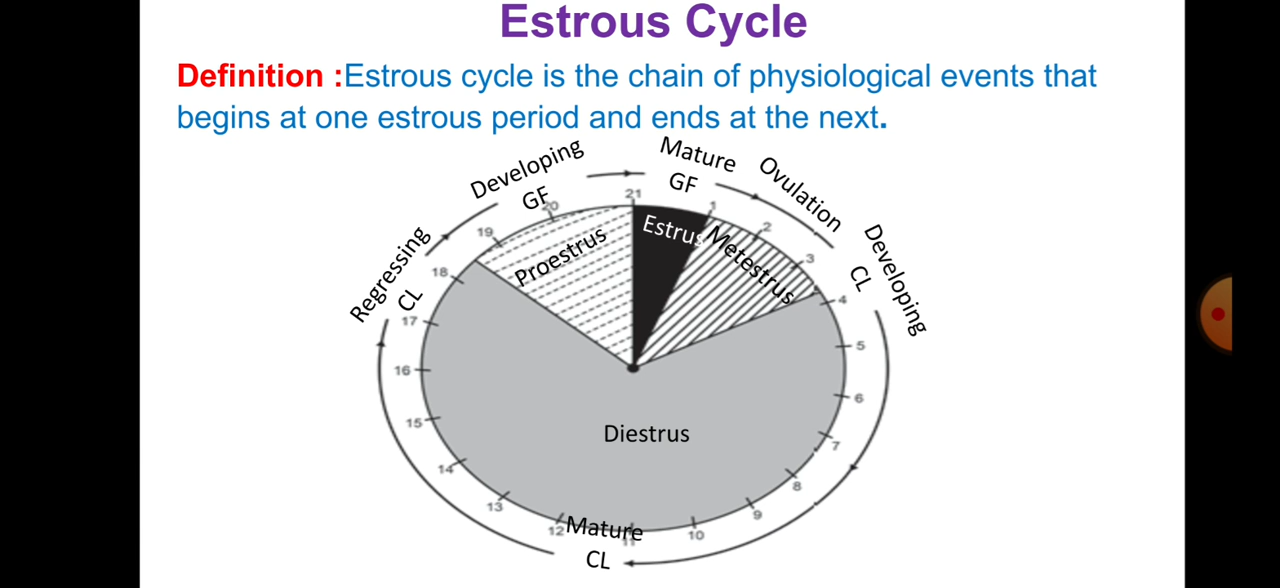 Estrous Cycle
Definition :Estrous cycle is the chain of physiological events that
begins at one estrous period and ends at the next.
Developing
GF
Mature
GF
Ovulation
Developing
CL
Mature
CL
Regressing
CL
Proestrus
Estrus
Metestrus
Diestrus
21
1
2
3
4
5
6
7
8
9
10
11
12
13
14
15
16
17
18
19
20